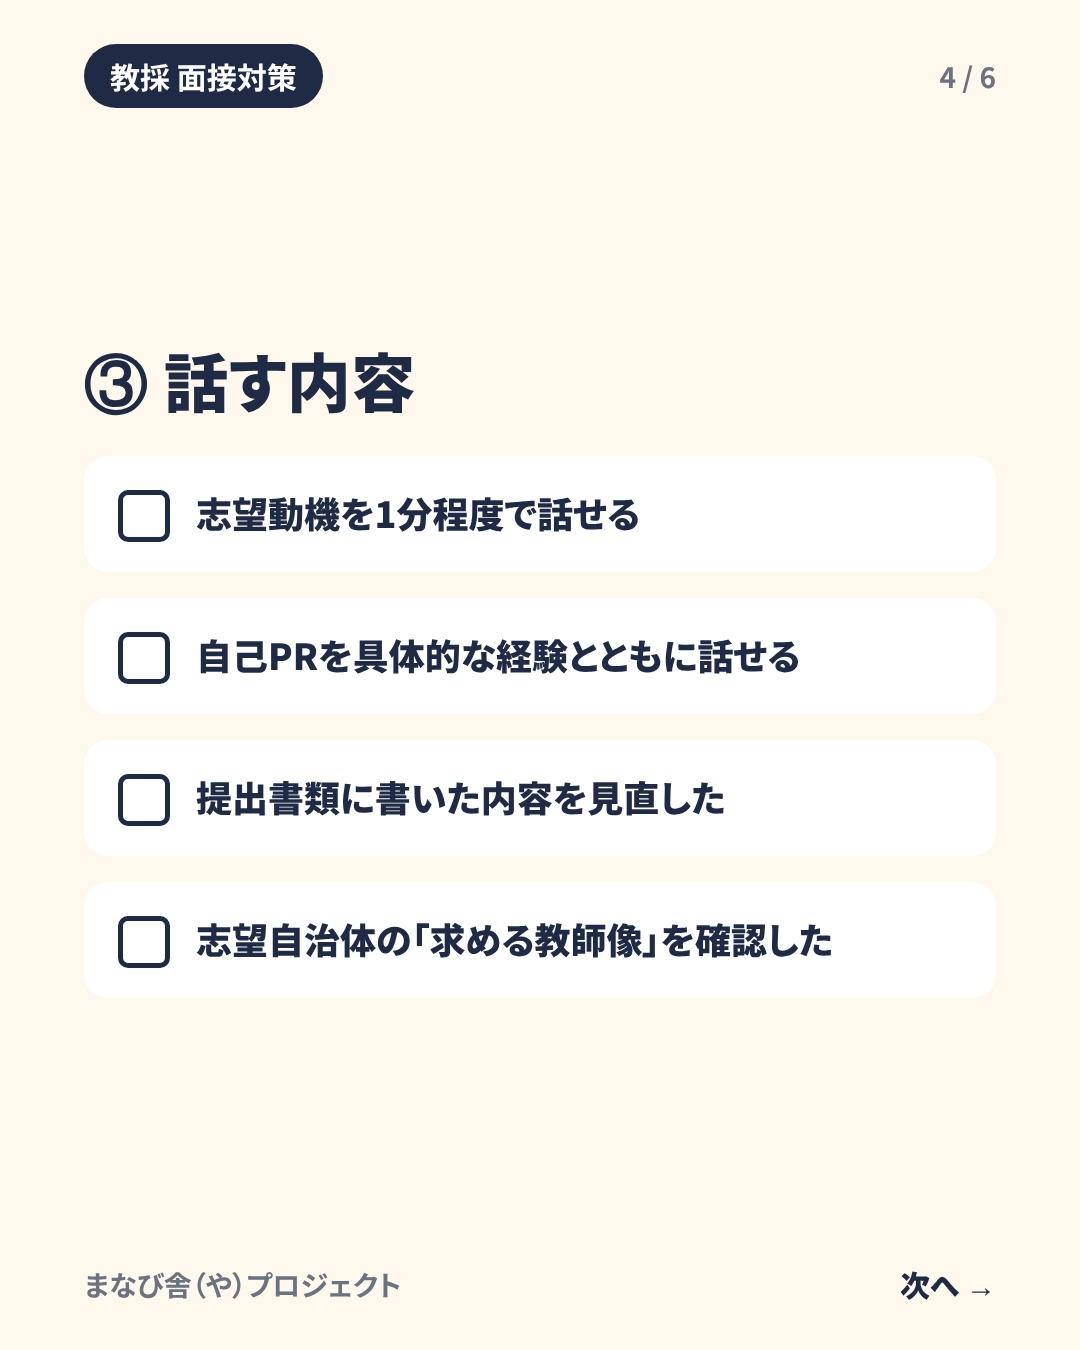 教採 面接対策
4 / 6
③ 話す内容
志望動機を1分程度で話せる
自己PRを具体的な経験とともに話せる
提出書類に書いた内容を見直した
志望自治体の「求める教師像」を確認した
まなび舎（や）プロジェクト
次へ →